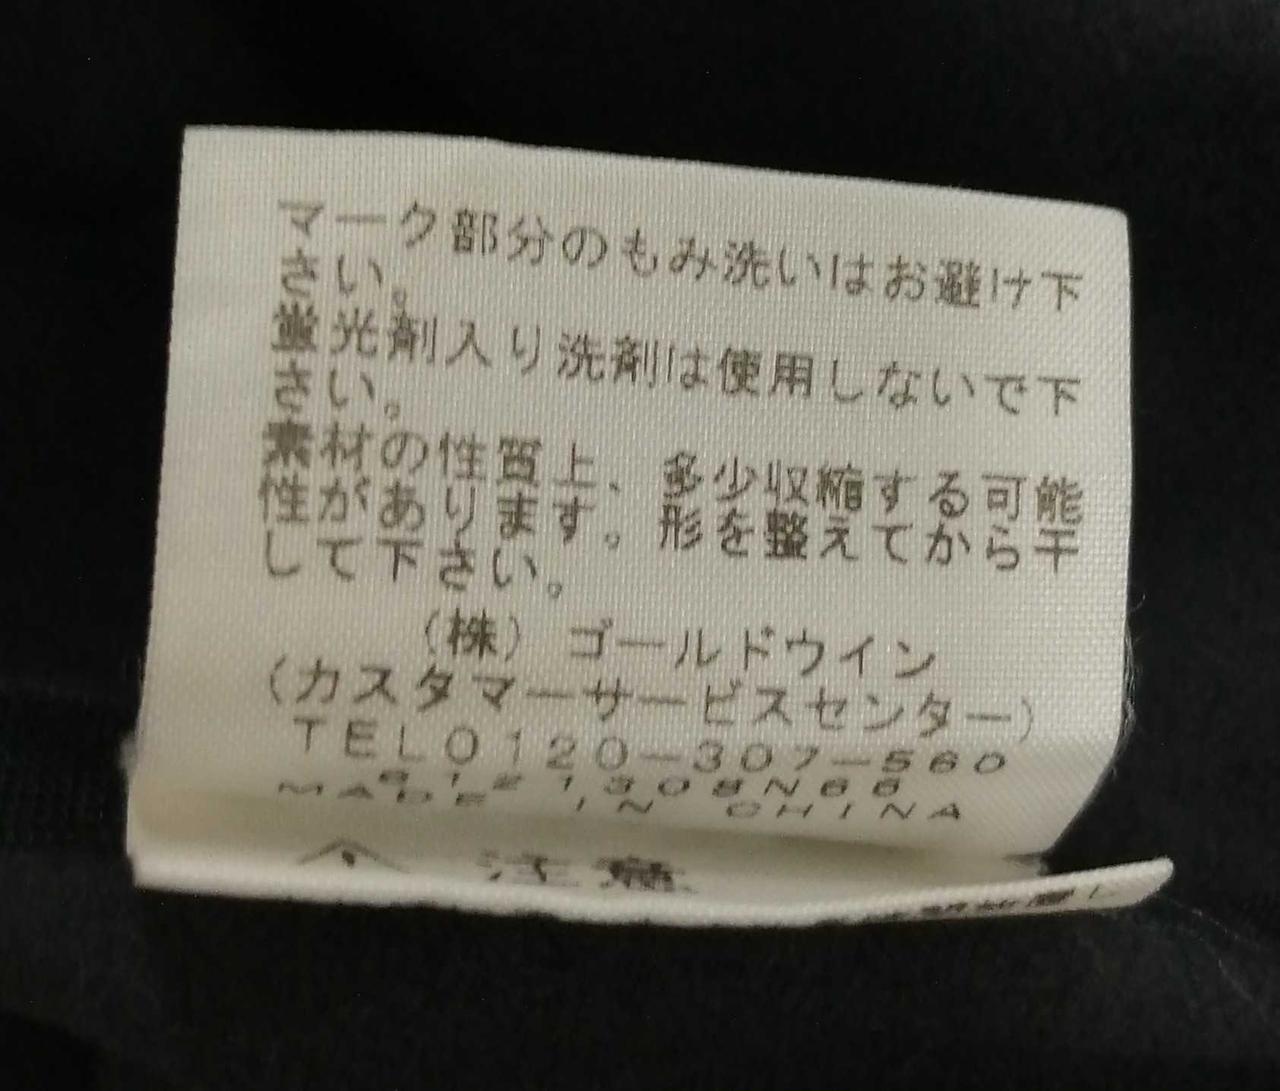 マーク部分のもみ洗いはお避け下
さい。
蛍光剤入り洗剤は使用しないで下
さい。
素材の性質上、多少収縮する可能
性があります。形を整えてから干
して下さい。
(株) ゴールドウイン
(カスタマーサービスセンター)
TEL0120-307-560
MADE IN CHINA
注意